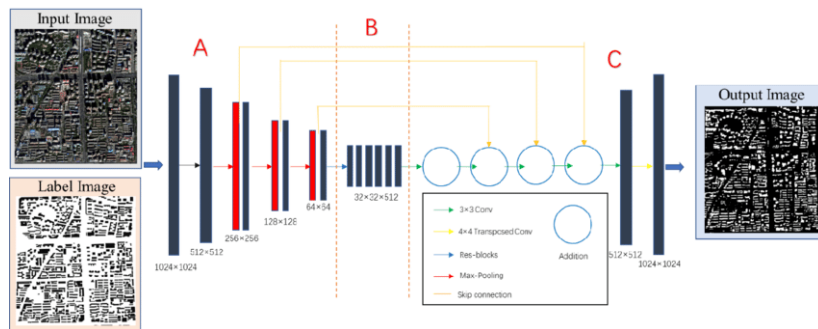 Input Image
A
B
C
Output Image
Label Image
1024×1024
512×512
256×256
128×128
64×64
32×32×512
512×512
1024×1024
3×3 Conv
4×4 Transposed Conv
Res-blocks
Max-Pooling
Skip connection
Addition